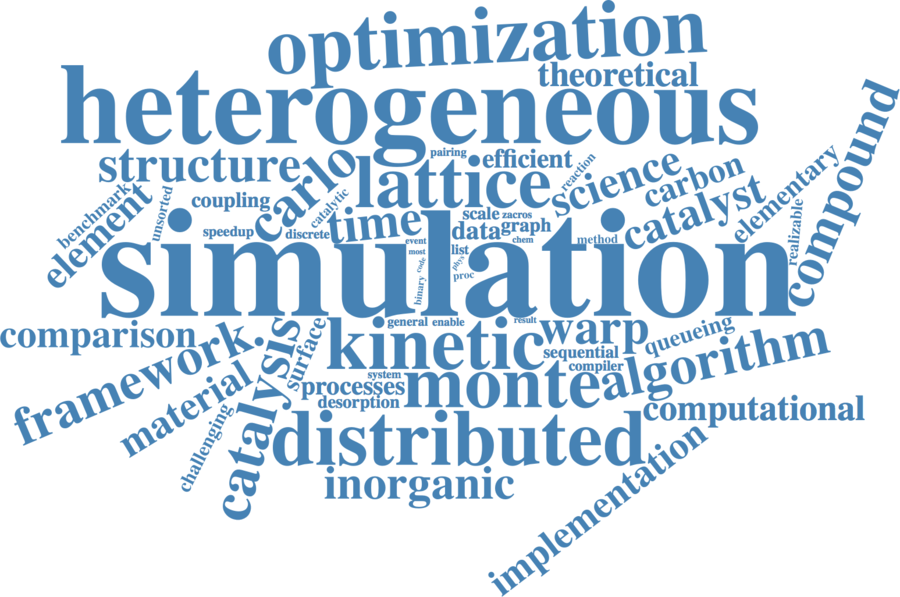 optimization
theoretical
heterogeneous
compound
structure
carlo
pairing
efficient
lattice
reaction
science
carbon
elementary
benchmark
element
unsorted
coupling
catalytic
scale
zacros
catalyst
realizable
speedup
discrete
time
data
graph
event
list
chem
method
most
simulation
code
phys
proc
binary
comparison
framework
general
enable
result
warp
queueing
kinetic
sequential
algorithm
catalysis
surface
material
system
compiler
processes
monte
desorption
computational
challenging
distributed
inorganic
implementation